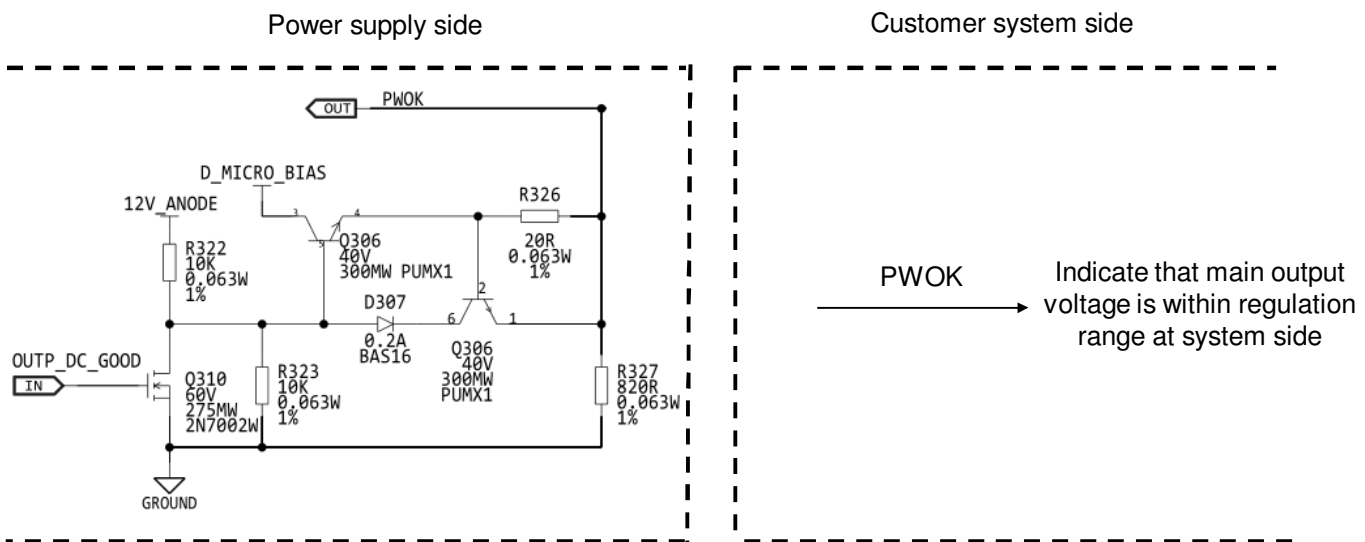 Power supply side
Customer system side
PWOK
OUT
D_MICRO_BIAS
12V_ANODE
R326
3
4
R322
10K
0.063W
1%
5
Q306
40V
300MW PUMX1
20R
0.063W
1%
2
D307
6
1
0.2A
BAS16
OUTP_DC_GOOD
IN
Q310
60V
275MW
2N7002W
R323
10K
0.063W
1%
Q306
40V
300MW
PUMX1
R327
820R
0.063W
1%
GROUND
PWOK
Indicate that main output
voltage is within regulation
range at system side